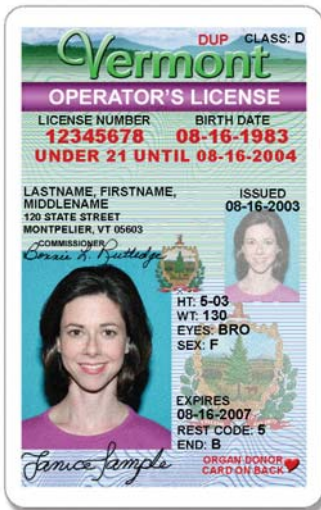 DUP CLASS: D
Vermont
OPERATOR'S LICENSE
LICENSE NUMBER BIRTH DATE
12345678 08-16-1983
UNDER 21 UNTIL 08-16-2004
LASTNAME, FIRSTNAME,
MIDDLENAME
120 STATE STREET
MONTPELIER, VT 05603
COMMISSIONER
Bonnie L. Rutledge
ISSUED
08-16-2003
HT: 5-03
WT: 130
EYES: BRO
SEX: F
EXPIRES
08-16-2007
REST CODE: 5
END: B
Janice Sample
ORGAN DONOR
CARD ON BACK